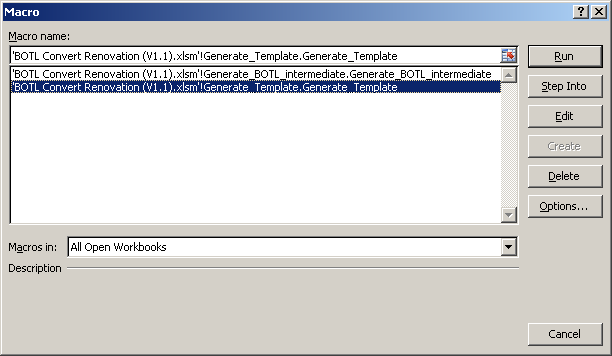 Macro
Macro name:
'BOTL Convert Renovation (V1.1).xlsm'!Generate_Template.Generate_Template
Run
'BOTL Convert Renovation (V1.1).xlsm'!Generate_BOTL_intermediate.Generate_BOTL_intermediate
'BOTL Convert Renovation (V1.1).xlsm'!Generate_Template.Generate_Template
Step Into
Edit
Create
Delete
Options...
Macros in: All Open Workbooks
Description
Cancel